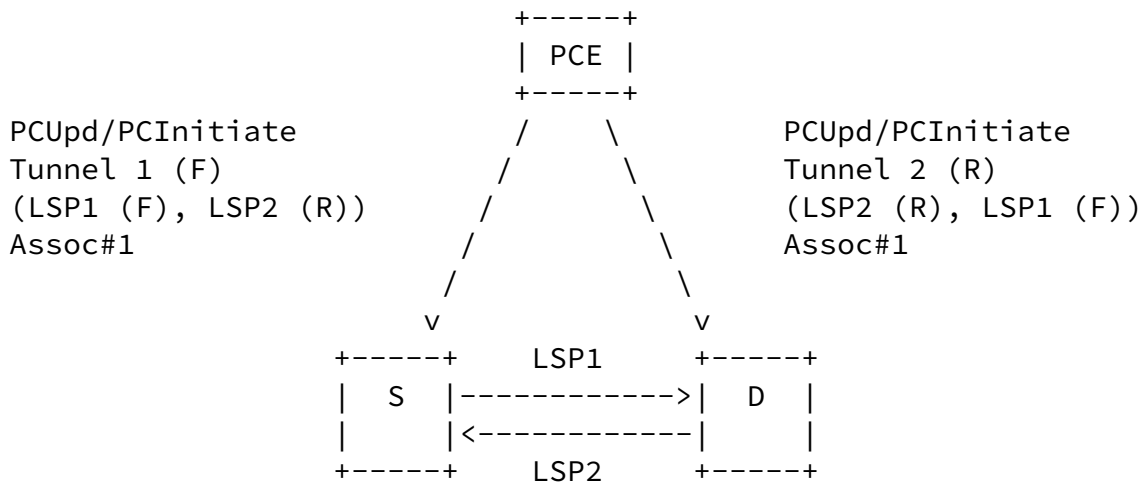 PCE
PCUpd/PCInitiate
Tunnel 1 (F)
(LSP1 (F), LSP2 (R))
Assoc#1
PCUpd/PCInitiate
Tunnel 2 (R)
(LSP2 (R), LSP1 (F))
Assoc#1
LSP1
S
D
LSP2